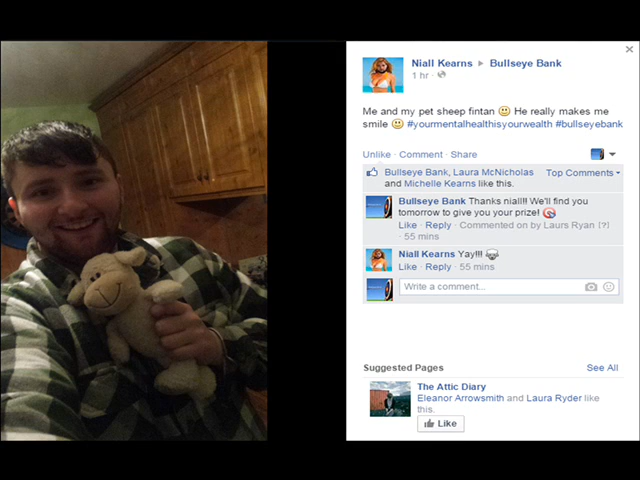 Niall Kearns ▸ Bullseye Bank
1 hr ·
Me and my pet sheep fintan 🙂 He really makes me
smile 🙂 #yourmentalhealthisyourwealth #bullseyebank
Unlike · Comment · Share
Bullseye Bank, Laura McNicholas
and Michelle Kearns like this.
Top Comments
Bullseye Bank Thanks niall!! We'll find you
tomorrow to give you your prize!
Like · Reply · Commented on by Laurs Ryan [?]
· 55 mins
Niall Kearns Yay!!!
Like · Reply · 55 mins
Write a comment...
Suggested Pages
See All
The Attic Diary
Eleanor Arrowsmith and Laura Ryder like
this.
Like